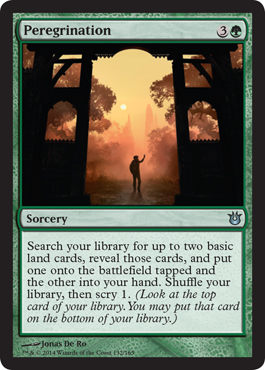 Peregrination 3
Sorcery
Search your library for up to two basic
land cards, reveal those cards, and put
one onto the battlefield tapped and
the other into your hand. Shuffle your
library, then scry 1. (Look at the top
card of your library. You may put that card
on the bottom of your library.)
Jonas De Ro
™ & © 2014 Wizards of the Coast 132/165